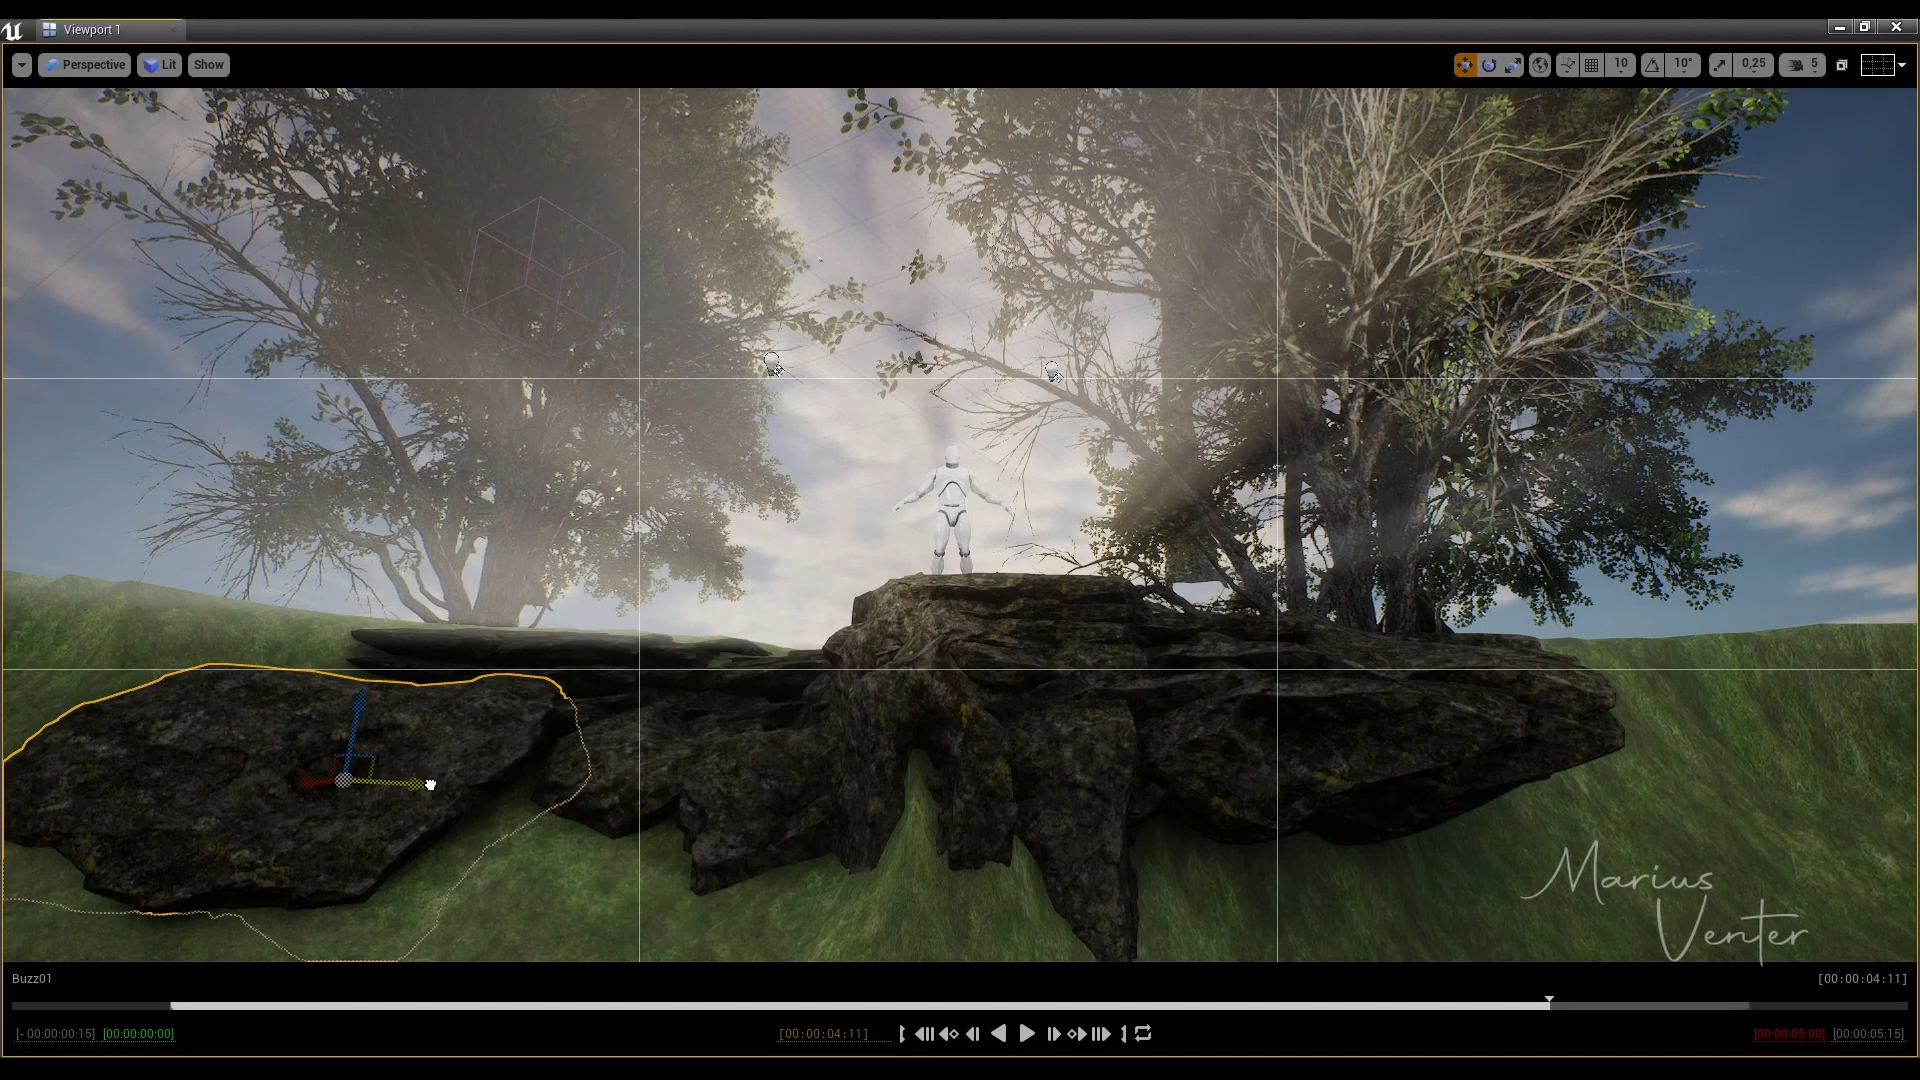 Viewport 1
Perspective Lit Show 10 10° 0,25 5
Marius
Venter
Buzz01 [00:00:04:11]
[- 00:00:00:15] [00:00:00:00] [00:00:04:11] [00:00:05:00] [00:00:05:15]